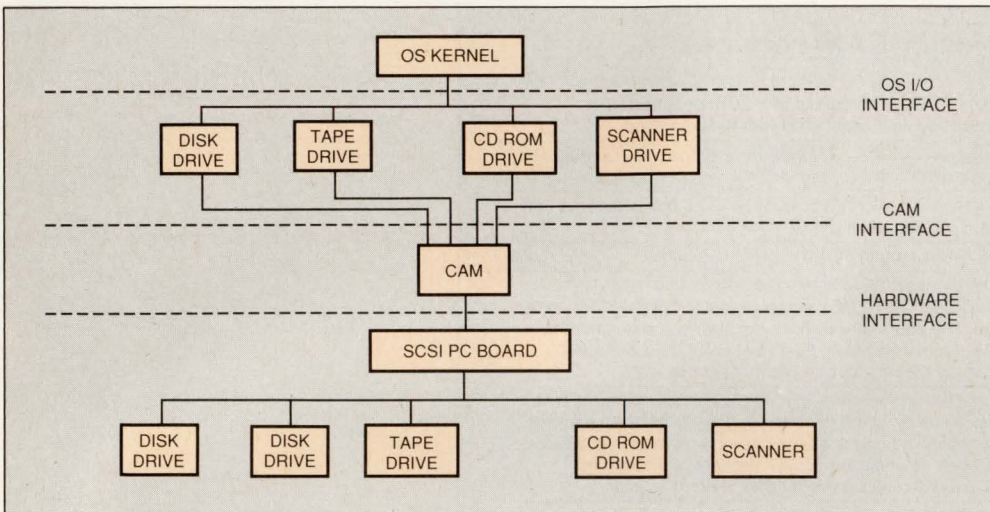 OS KERNEL
OS I/O
INTERFACE
DISK
DRIVE
TAPE
DRIVE
CD ROM
DRIVE
SCANNER
DRIVE
CAM
INTERFACE
CAM
HARDWARE
INTERFACE
SCSI PC BOARD
DISK
DRIVE
DISK
DRIVE
TAPE
DRIVE
CD ROM
DRIVE
SCANNER